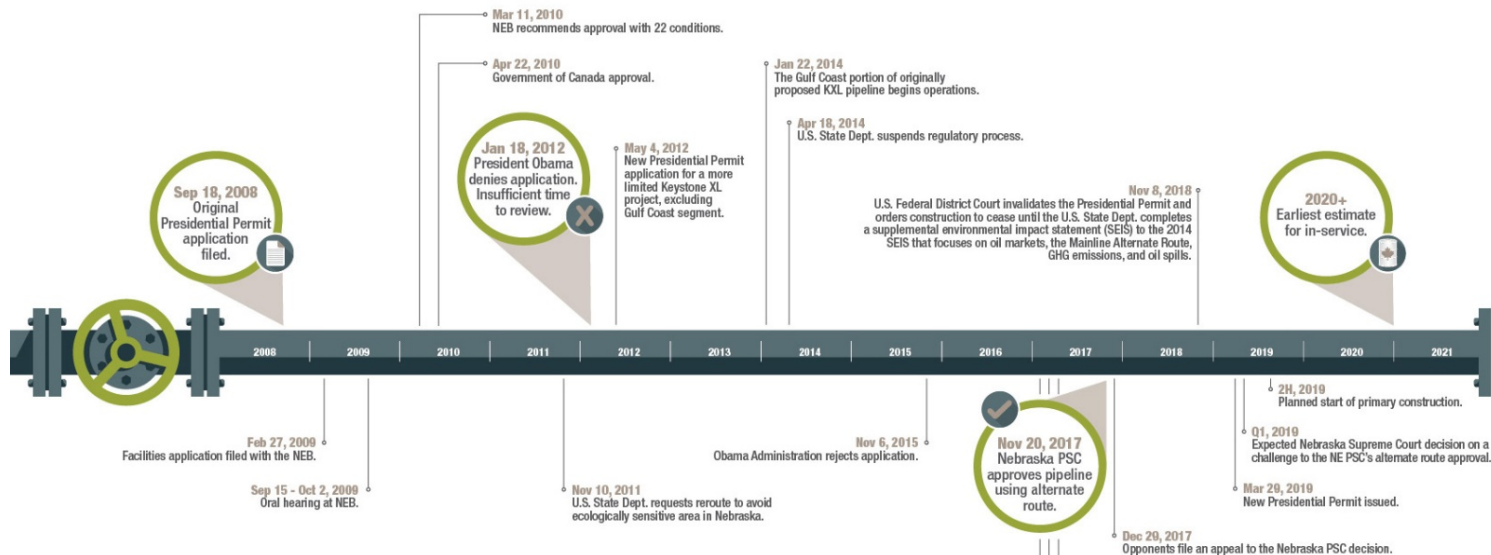 Mar 11, 2010
NEB recommends approval with 22 conditions.
Apr 22, 2010
Government of Canada approval.
Jan 22, 2014
The Gulf Coast portion of originally
proposed KXL pipeline begins operations.
Apr 18, 2014
U.S. State Dept. suspends regulatory process.
Sep 18, 2008
Original
Presidential Permit
application
filed.
Jan 18, 2012
President Obama
denies application.
Insufficient time
to review.
May 4, 2012
New Presidential Permit
application for a more
limited Keystone XL
project, excluding
Gulf Coast segment.
Nov 8, 2018
U.S. Federal District Court invalidates the Presidential Permit and
orders construction to cease until the U.S. State Dept. completes
a supplemental environmental impact statement (SEIS) to the 2014
SEIS that focuses on oil markets, the Mainline Alternate Route,
GHG emissions, and oil spills.
2020+
Earliest estimate
for in-service.
2008 2009 2010 2011 2012 2013 2014 2015 2016 2017 2018 2019 2020 2021
Feb 27, 2009
Facilities application filed with the NEB.
Sep 15 - Oct 2, 2009
Oral hearing at NEB.
Nov 10, 2011
U.S. State Dept. requests reroute to avoid
ecologically sensitive area in Nebraska.
Nov 6, 2015
Obama Administration rejects application.
Nov 20, 2017
Nebraska PSC
approves pipeline
using alternate
route.
Dec 29, 2017
Opponents file an appeal to the Nebraska PSC decision.
2H, 2019
Planned start of primary construction.
Q1, 2019
Expected Nebraska Supreme Court decision on a
challenge to the NE PSC's alternate route approval.
Mar 29, 2019
New Presidential Permit issued.